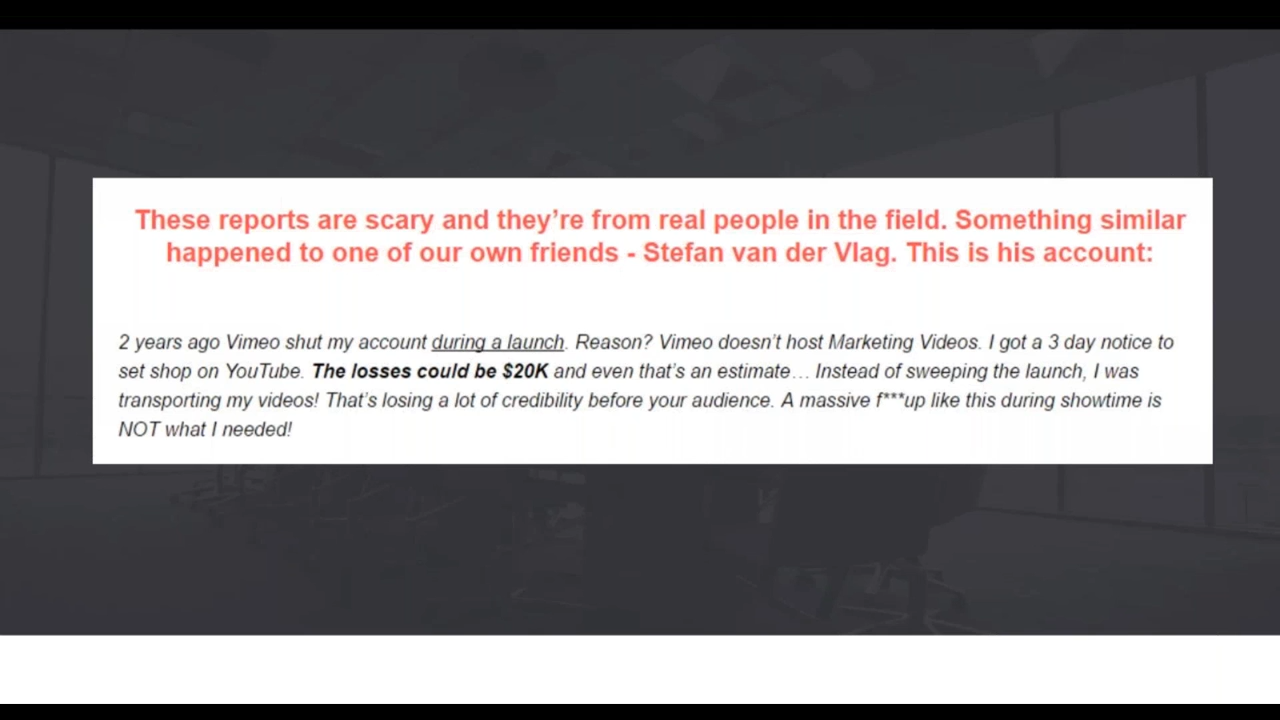 These reports are scary and they’re from real people in the field. Something similar
happened to one of our own friends - Stefan van der Vlag. This is his account:
2 years ago Vimeo shut my account during a launch. Reason? Vimeo doesn’t host Marketing Videos. I got a 3 day notice to
set shop on YouTube. The losses could be $20K and even that’s an estimate… Instead of sweeping the launch, I was
transporting my videos! That’s losing a lot of credibility before your audience. A massive f***up like this during showtime is
NOT what I needed!